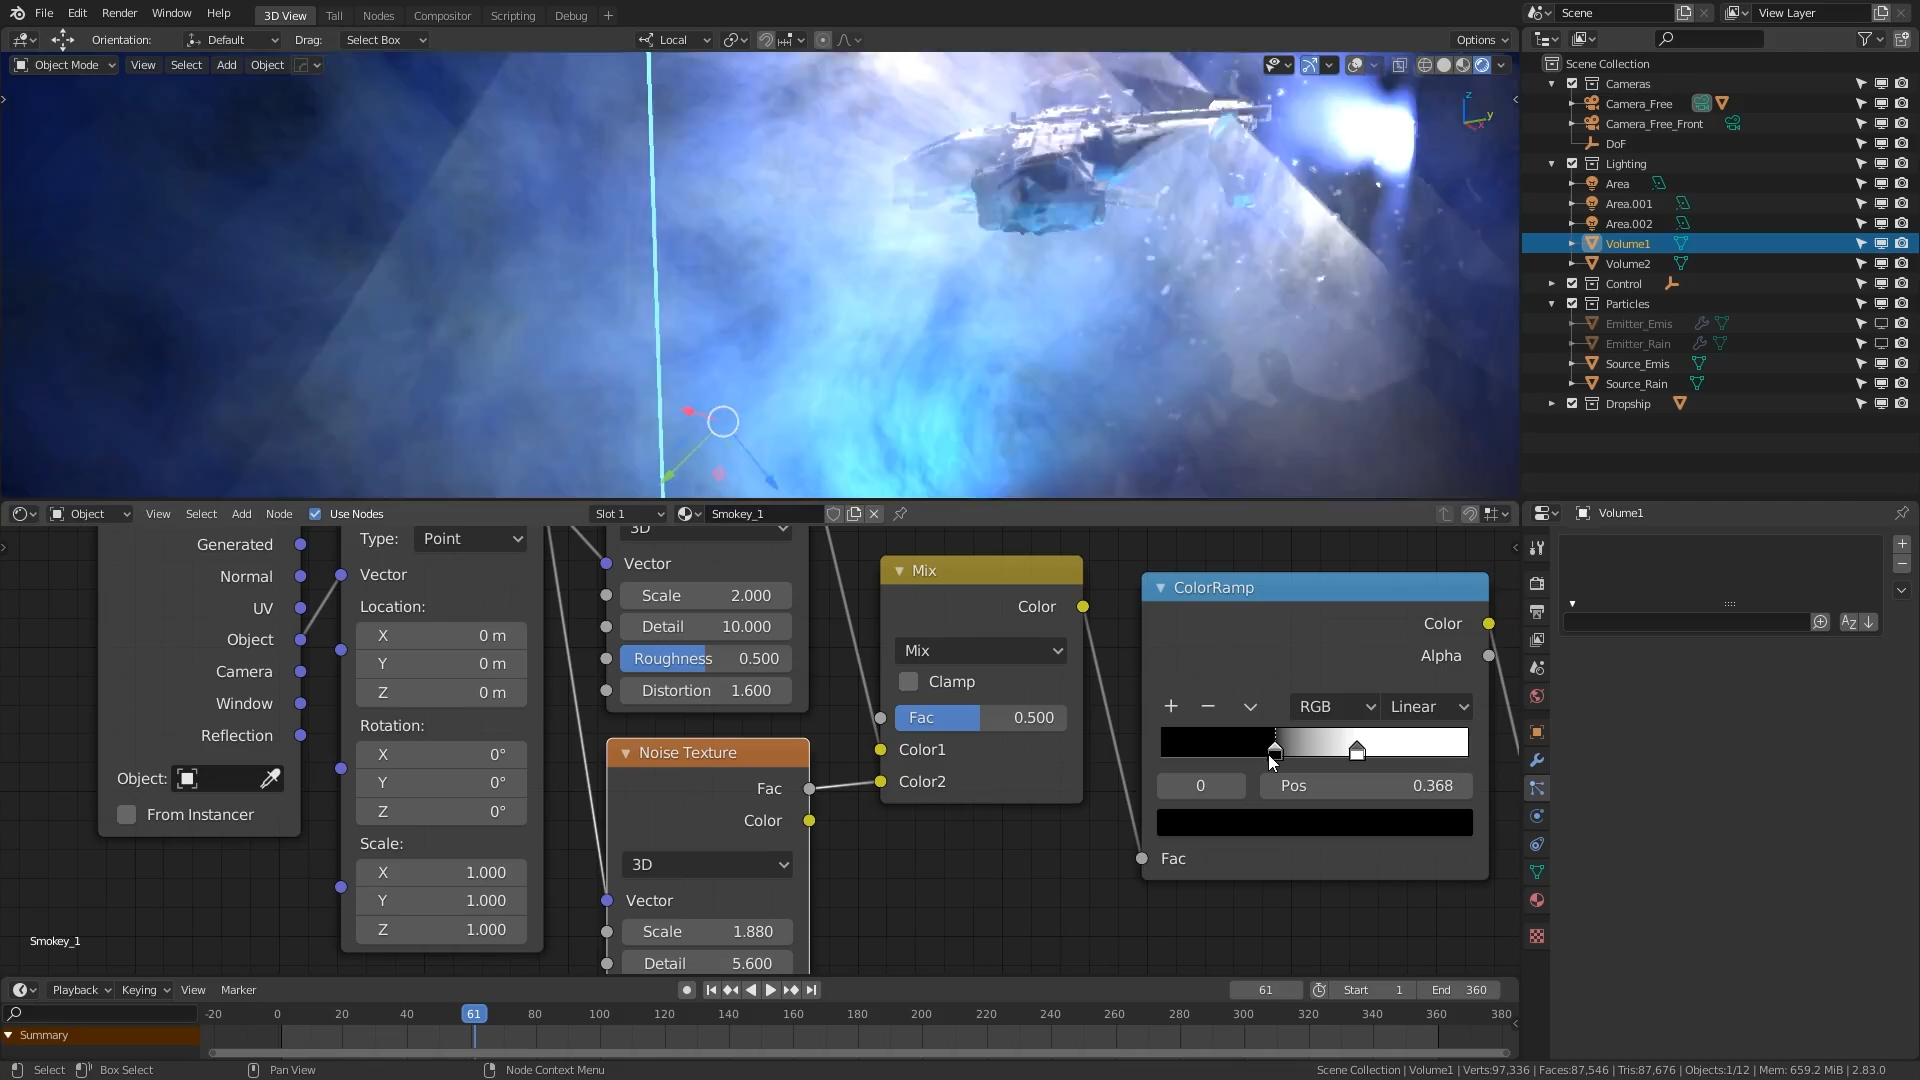 File Edit Render Window Help 3D View Tall Nodes Compositor Scripting Debug + Scene View Layer
Orientation: Default Drag: Select Box Local Options
Object Mode View Select Add Object
Scene Collection
Cameras
Camera_Free
Camera_Free_Front
DoF
Lighting
Area
Area.001
Area.002
Volume1
Volume2
Control
Particles
Emitter_Emis
Emitter_Rain
Source_Emis
Source_Rain
Dropship
z
y
x
Object View Select Add Node Use Nodes Slot 1 Smokey_1
Volume1
Generated
Normal
UV
Object
Camera
Window
Reflection
Object:
From Instancer
Type: Point
Vector
Location:
X 0 m
Y 0 m
Z 0 m
Rotation:
X 0°
Y 0°
Z 0°
Scale:
X 1.000
Y 1.000
Z 1.000
3D
Vector
Scale 2.000
Detail 10.000
Roughness 0.500
Distortion 1.600
Noise Texture
Fac
Color
3D
Vector
Scale 1.880
Detail 5.600
Mix
Color
Mix
Clamp
Fac 0.500
Color1
Color2
ColorRamp
Color
Alpha
RGB Linear
0 Pos 0.368
Fac
Smokey_1
Playback Keying View Marker 61 Start 1 End 360
-20 0 20 40 61 80 100 120 140 160 180 200 220 240 260 280 300 320 340 360 380
Summary
Select Box Select Pan View Node Context Menu Scene Collection | Volume1 | Verts:97,336 | Faces:87,546 | Tris:87,676 | Objects:1/12 | Mem: 659.2 MiB | 2.83.0